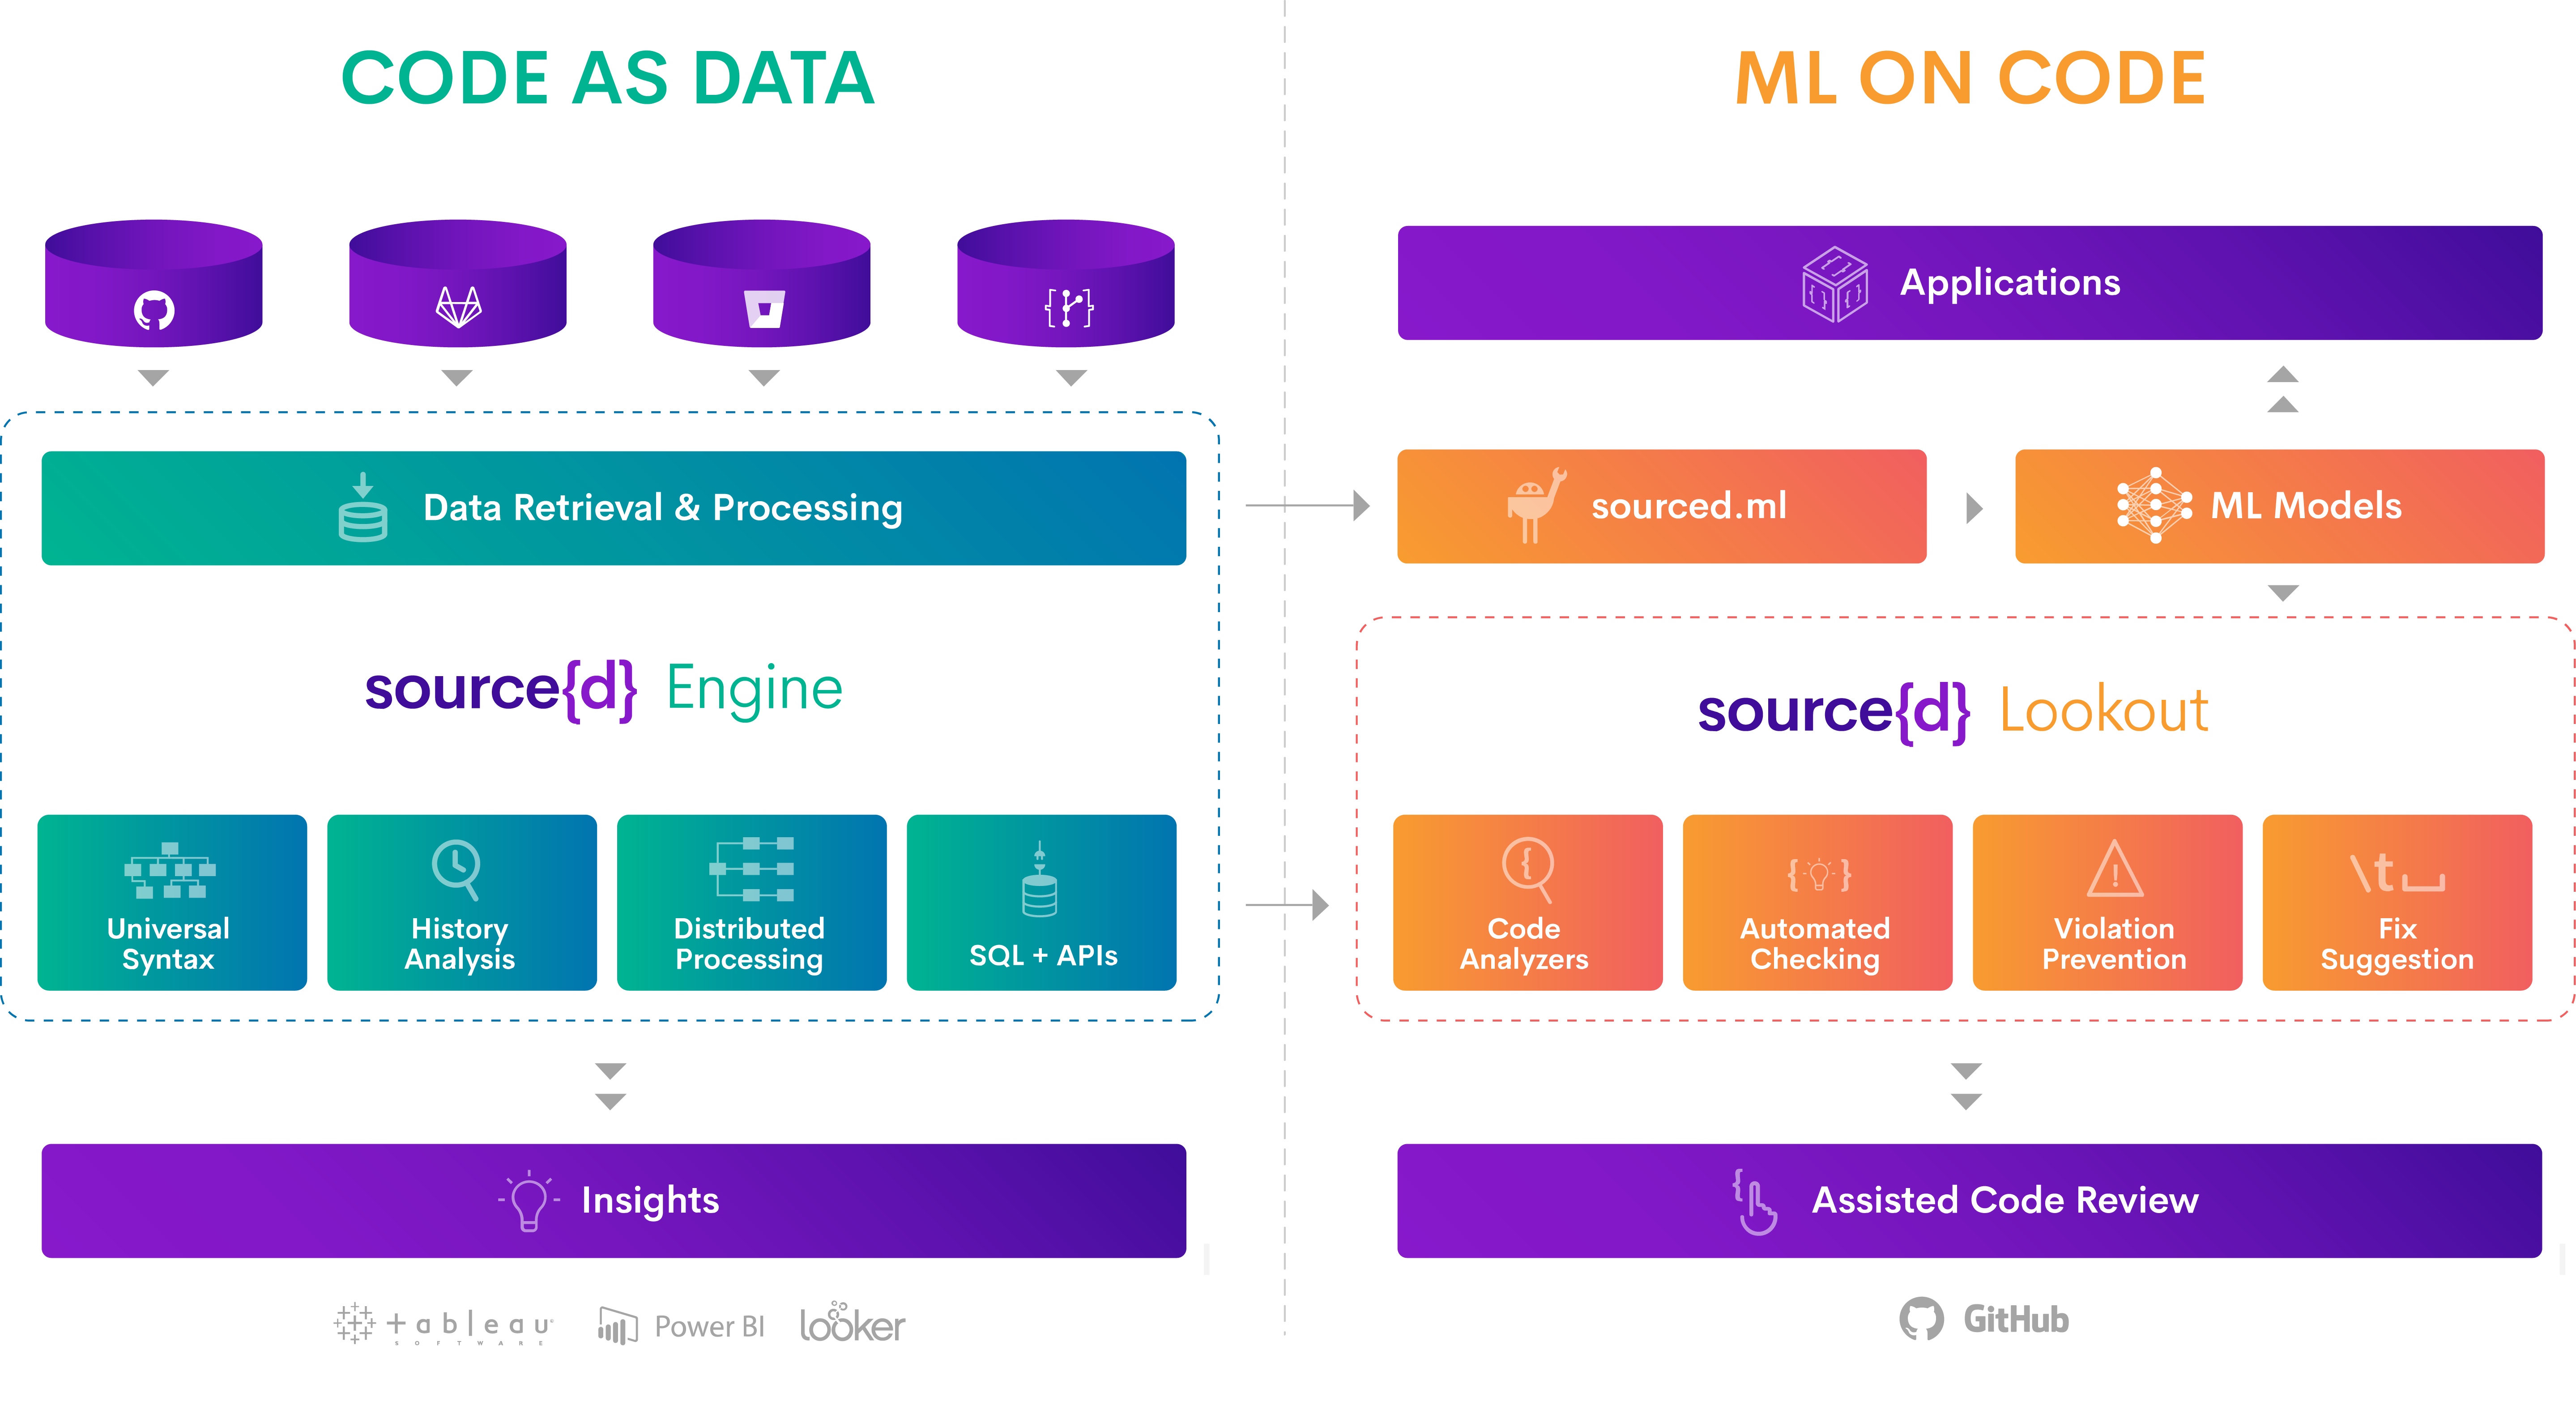 CODE AS DATA
Data Retrieval & Processing
source{d} Engine
Universal
Syntax
History
Analysis
Distributed
Processing
SQL + APIs
Insights
+ableau
SOFTWARE
Power BI
looker
ML ON CODE
Applications
sourced.ml
ML Models
source{d} Lookout
Code
Analyzers
Automated
Checking
Violation
Prevention
\t
Fix
Suggestion
Assisted Code Review
GitHub